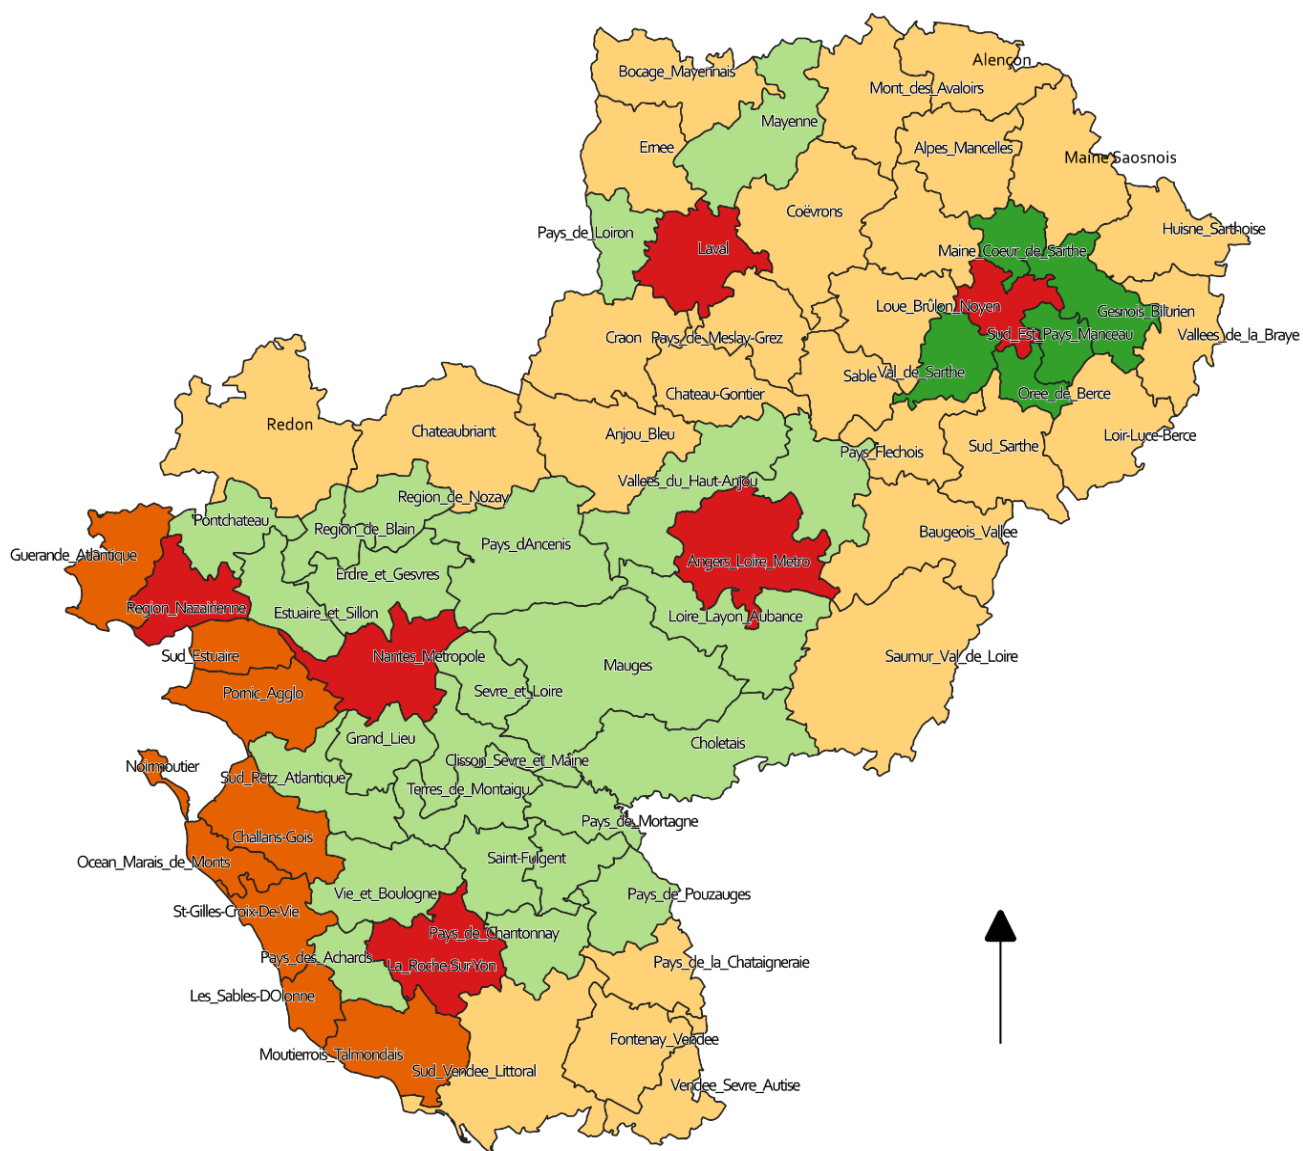 Alençon
Bocage_Mayennais
Mont_des_Avaloirs
Mayenne
Ernee
Alpes_Mancelles
Maine Saosnois
Coëvrons
Pays_de_Loiron
Huisne_Sarthoise
Laval
Maine_Coeur_de_Sarthe
Loue_Brûlon_Noyen
Gesnois_Bilurien
Craon
Pays_de_Meslay-Grez
Sud_Est_Pays_Manceau
Vallees_de_la_Braye
Sable
Val_de_Sarthe
Chateau-Gontier
Oree_de_Berce
Redon
Chateaubriant
Anjou_Bleu
Loir-Luce-Berce
Pays_Flechois
Sud_Sarthe
Vallees_du_Haut-Anjou
Region_de_Nozay
Pontchateau
Region_de_Blain
Baugeois_Vallee
Pays_dAncenis
Guerande_Atlantique
Angers_Loire_Metro
Erdre_et_Gesvres
Region_Nazairienne
Estuaire_et_Sillon
Loire_Layon_Aubance
Sud_Estuaire
Nantes_Metropole
Saumur_Val_de_Loire
Mauges
Pornic_Agglo
Sevre_et_Loire
Grand_Lieu
Choletais
Clisson_Sevre_et_Maine
Noirmoutier
Sud_Retz_Atlantique
Terres_de_Montaigu
Pays_de_Mortagne
Challans-Gois
Saint-Fulgent
Ocean_Marais_de_Monts
Vie_et_Boulogne
Pays_de_Pouzauges
St-Gilles-Croix-De-Vie
Pays_de_Chantonnay
Pays_des_Achards
La_Roche-Sur-Yon
Pays_de_la_Chataigneraie
Les_Sables-DOlonne
Fontenay_Vendee
Moutierrois_Talmondais
Sud_Vendee_Littoral
Vendee_Sevre_Autise